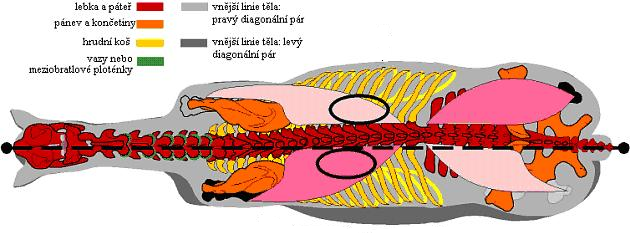 lebka a páteř
pánev a končetiny
hrudní koš
vazy nebo
meziobratlové ploténky
vnější linie těla:
pravý diagonální pár
vnější linie těla: levý
diagonální pár